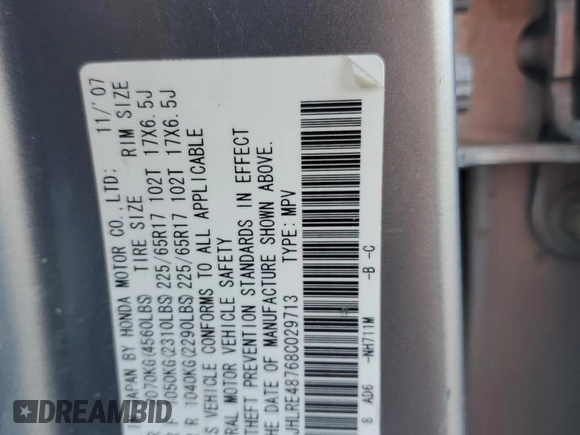 JAPAN BY HONDA MOTOR CO.,LTD; 11/'07
070KG(4560LBS) TIRE SIZE RIM SIZE
F 1050KG(2310LBS) 225/65R17 102T 17X6.5J
R 1040KG(2290LBS) 225/65R17 102T 17X6.5J
S VEHICLE CONFORMS TO ALL APPLICABLE
RAL MOTOR VEHICLE SAFETY
THEFT PREVENTION STANDARDS IN EFFECT
THE DATE OF MANUFACTURE SHOWN ABOVE.
JHLRE48768C029713 TYPE: MPV
8 AD6 -NH711M -B -C
DREAMBID